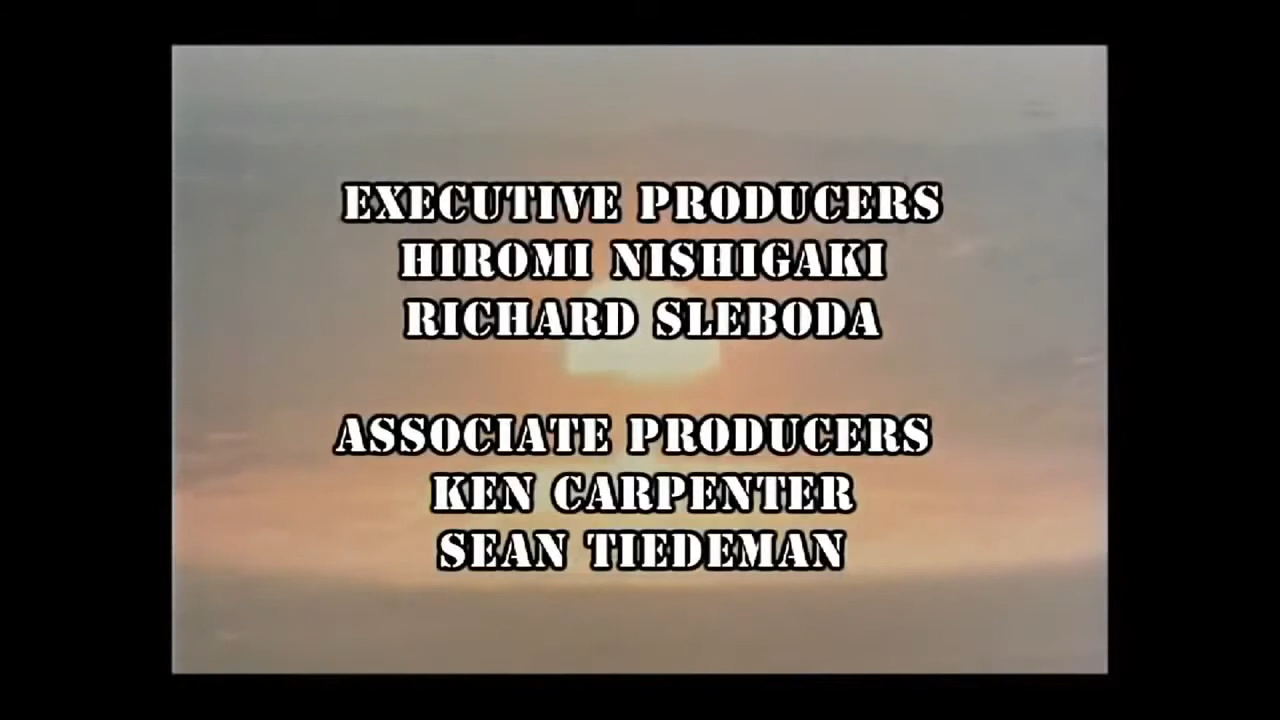 EXECUTIVE PRODUCERS
HIROMI NISHIGAKI
RICHARD SLEBODA
ASSOCIATE PRODUCERS
KEN CARPENTER
SEAN TIEDEMAN